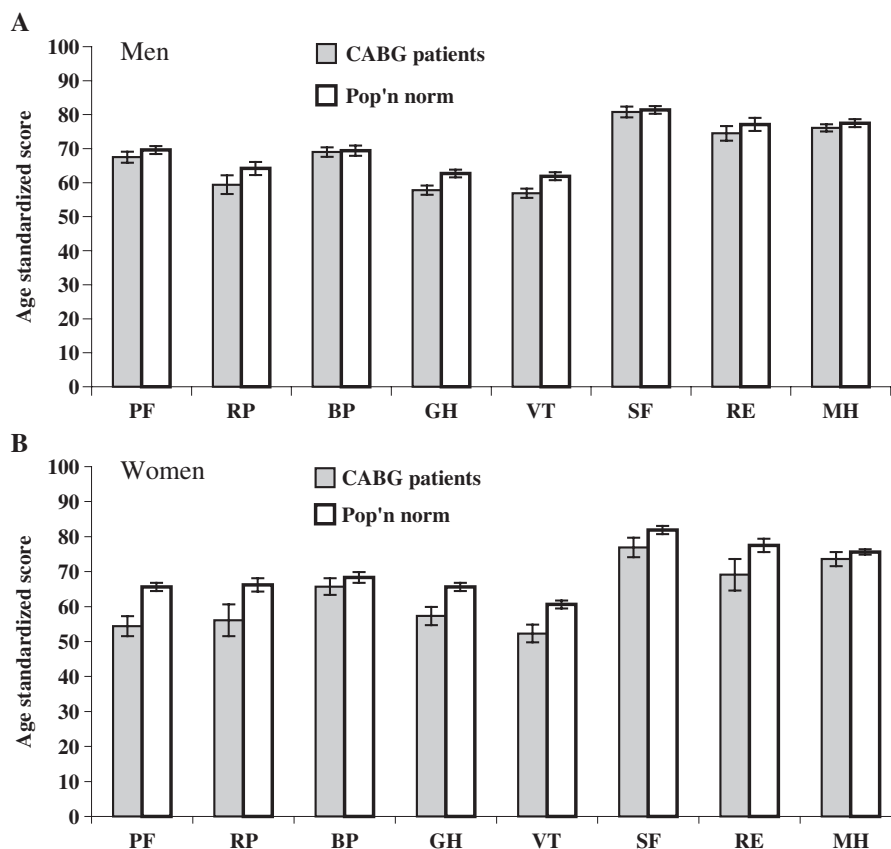 A
Men
CABG patients
Pop'n norm
Age standardized score
100
90
80
70
60
50
40
30
20
10
0
PF RP BP GH VT SF RE MH
B
Women
CABG patients
Pop'n norm
Age standardized score
100
90
80
70
60
50
40
30
20
10
0
PF RP BP GH VT SF RE MH